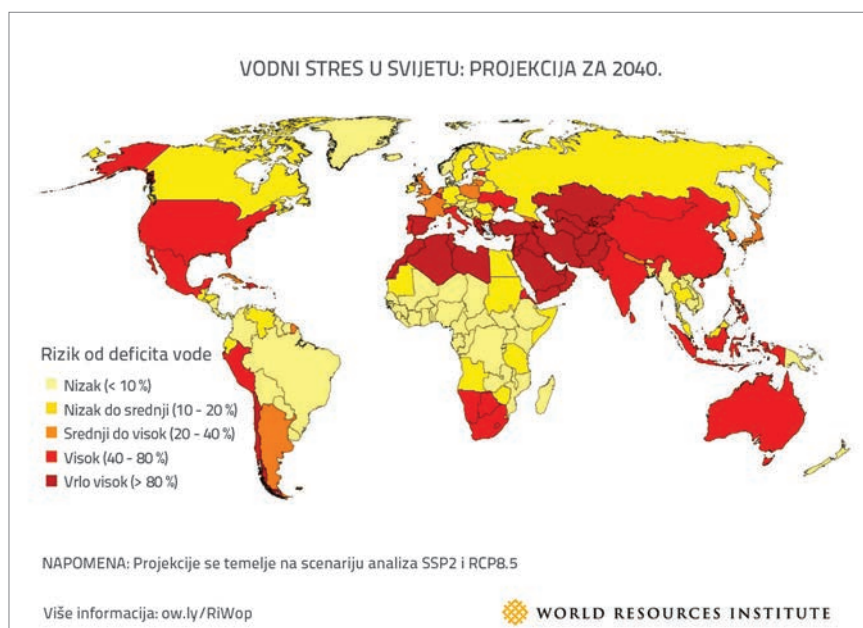 VODNI STRES U SVIJETU: PROJEKCIJA ZA 2040.
Rizik od deficita vode
Nizak (< 10 %)
Nizak do srednji (10 - 20 %)
Srednji do visok (20 - 40 %)
Visok (40 - 80 %)
Vrlo visok (> 80 %)
NAPOMENA: Projekcije se temelje na scenariju analiza SSP2 i RCP8.5
Više informacija: ow.ly/RiWop
WORLD RESOURCES INSTITUTE